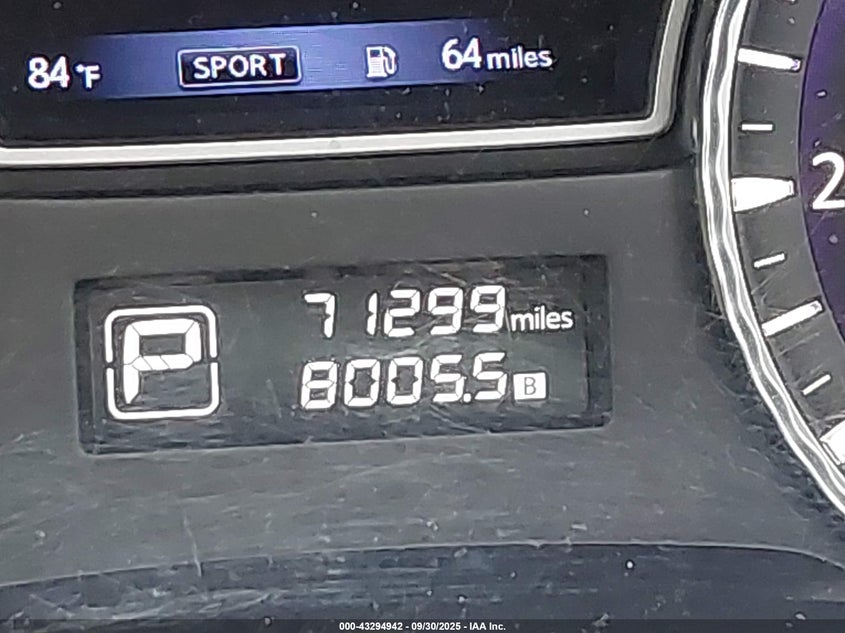 84°F SPORT 64 miles
2
P 71299 miles
8005.5 B
000-43294942 - 09/30/2025 - IAA Inc.